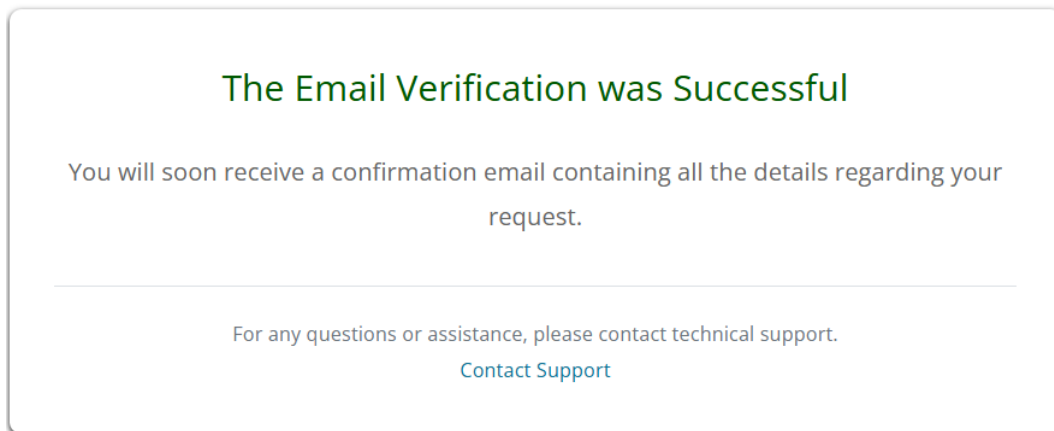 The Email Verification was Successful
You will soon receive a confirmation email containing all the details regarding your
request.
For any questions or assistance, please contact technical support.
Contact Support